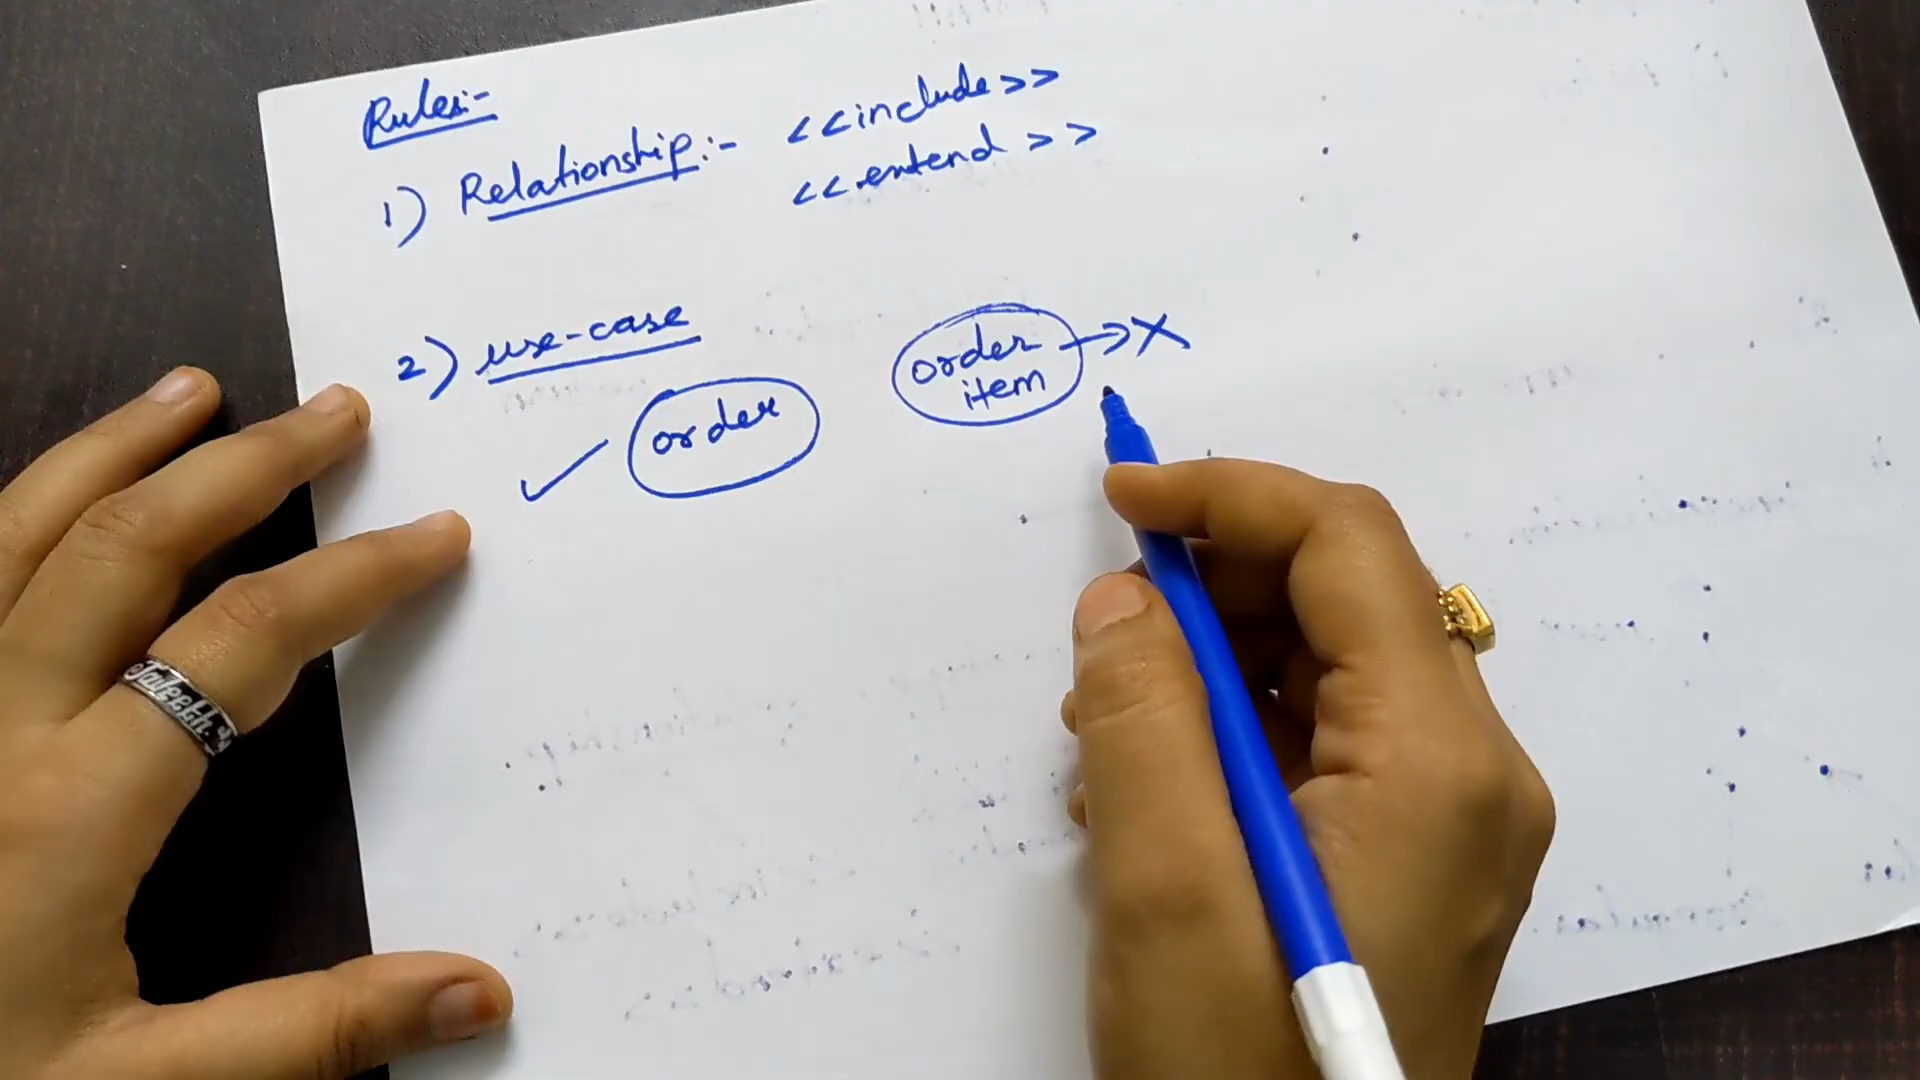 Rules:-
1) Relationship:- <<include>>
<<extend>>
2) use-case
order
order
item → X